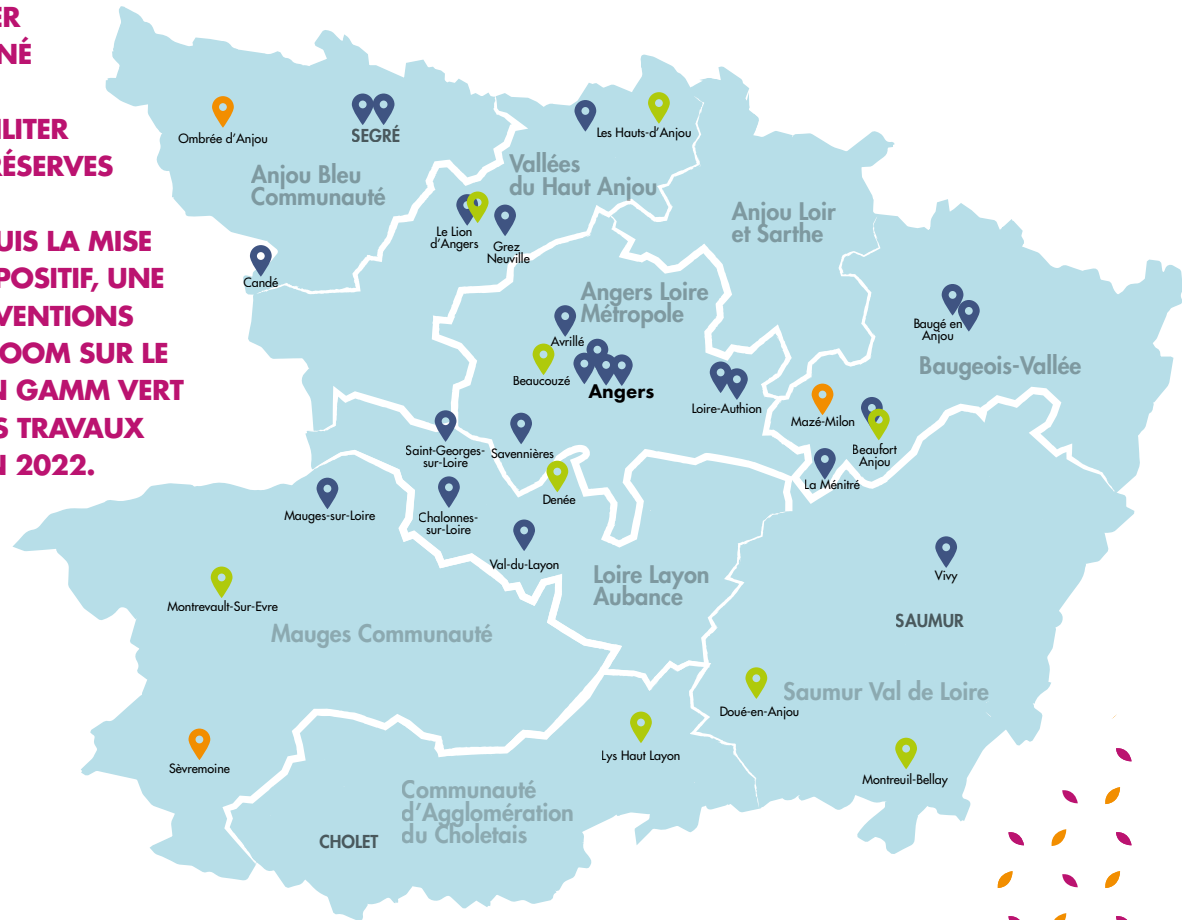 ER
NÉ
LITER
RÉSERVES
UIS LA MISE
POSITIF, UNE
VENTIONS
OOM SUR LE
N GAMM VERT
S TRAVAUX
N 2022.
Ombrée d'Anjou
SEGRÉ
Les Hauts-d'Anjou
Anjou Bleu
Communauté
Vallées
du Haut Anjou
Le Lion
d'Angers
Grez
Neuville
Anjou Loir
et Sarthe
Candé
Angers Loire
Métropole
Avrillé
Beaucouzé
Angers
Loire-Authion
Baugé en
Anjou
Baugeois-Vallée
Mazé-Milon
Beaufort
Anjou
La Ménitré
Saint-Georges-
sur-Loire
Savennières
Denée
Mauges-sur-Loire
Chalonnes-
sur-Loire
Val-du-Layon
Loire Layon
Aubance
Vivy
SAUMUR
Montrevault-Sur-Evre
Mauges Communauté
Doué-en-Anjou
Saumur Val de Loire
Sèvremoine
Lys Haut Layon
Montreuil-Bellay
Communauté
d'Agglomération
du Choletais
CHOLET